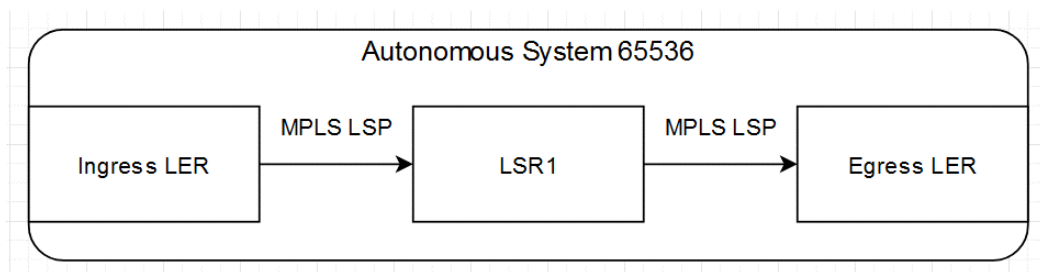 Autonomous System 65536
MPLS LSP
MPLS LSP
Ingress LER
LSR1
Egress LER